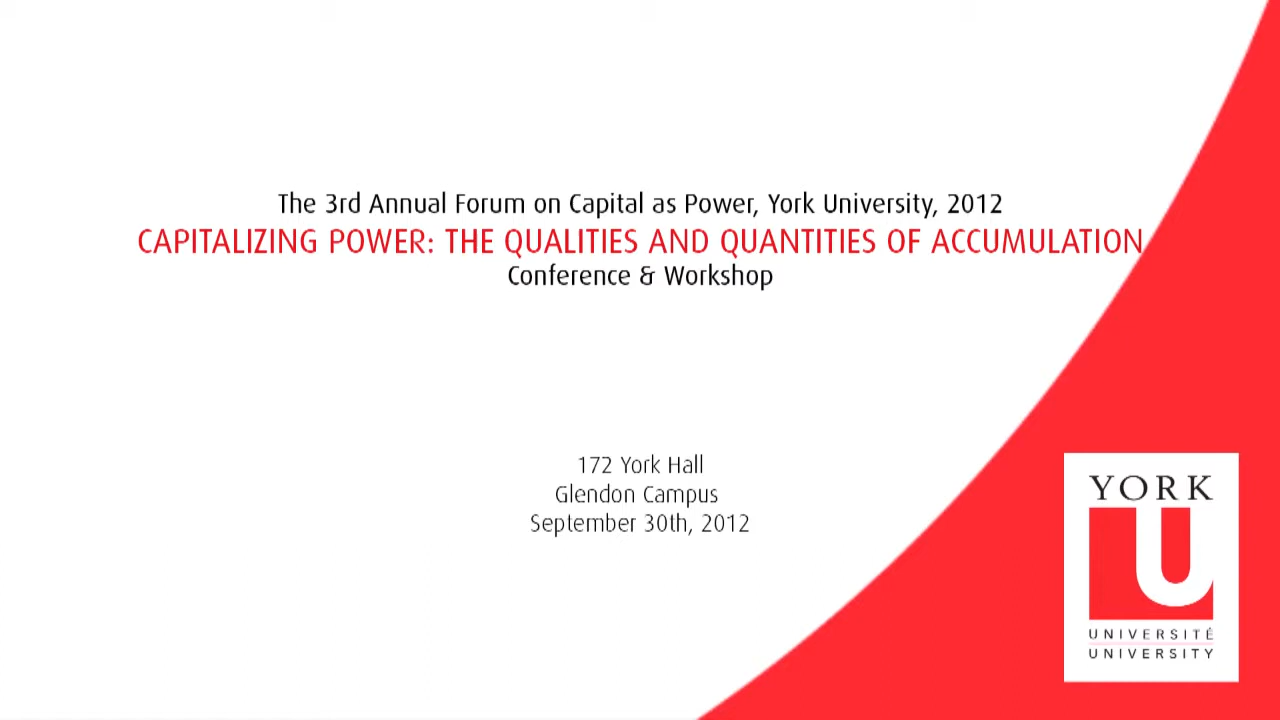 The 3rd Annual Forum on Capital as Power, York University, 2012
CAPITALIZING POWER: THE QUALITIES AND QUANTITIES OF ACCUMULATION
Conference & Workshop
172 York Hall
Glendon Campus
September 30th, 2012
YORK
U
UNIVERSITÉ
UNIVERSITY